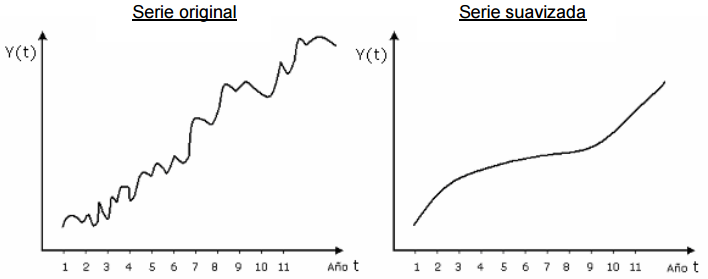 Serie original
Y(t)
1 2 3 4 5 6 7 8 9 10 11 Año t
Serie suavizada
Y(t)
1 2 3 4 5 6 7 8 9 10 11 Año t